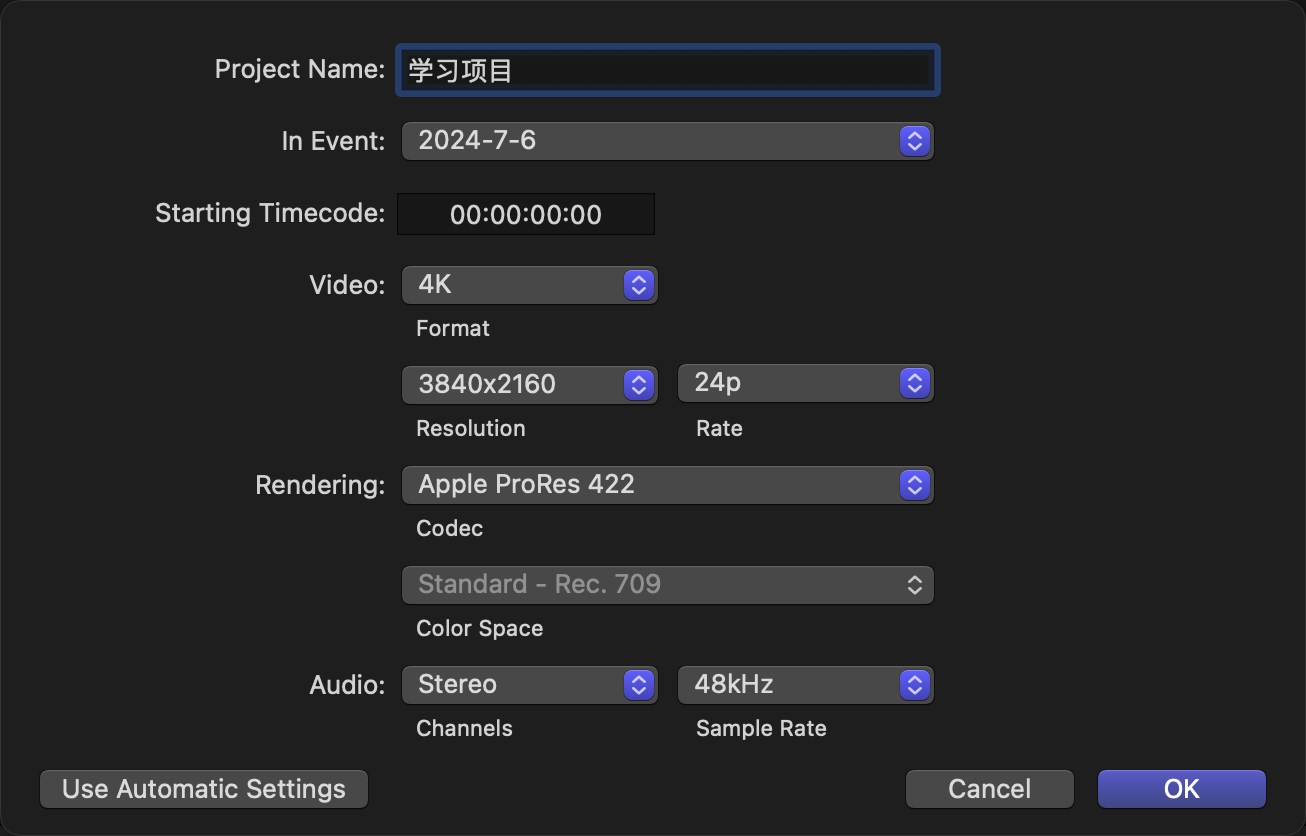 Project Name: 学习项目
In Event: 2024-7-6
Starting Timecode: 00:00:00:00
Video: 4K
Format
3840x2160 24p
Resolution Rate
Rendering: Apple ProRes 422
Codec
Standard - Rec. 709
Color Space
Audio: Stereo 48kHz
Channels Sample Rate
Use Automatic Settings Cancel OK